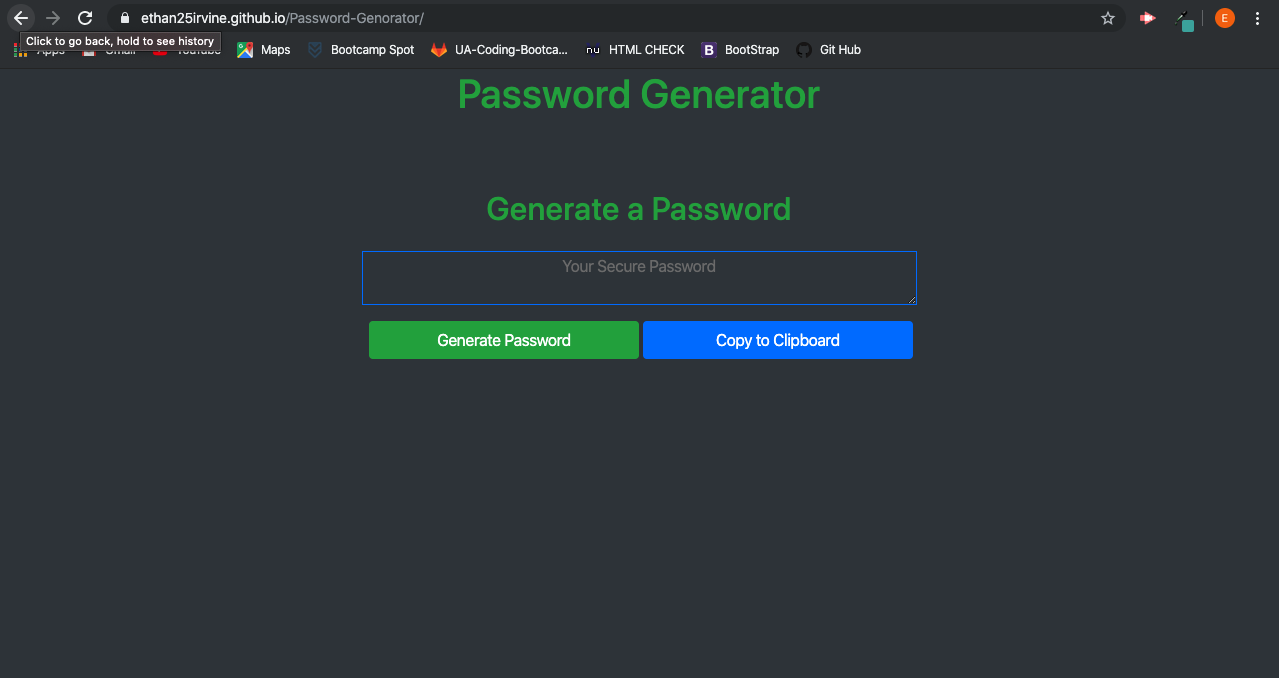 ethan25irvine.github.io/Password-Genorator/
E
Click to go back, hold to see history
Apps Gmail YouTube Maps Bootcamp Spot UA-Coding-Bootca... nu HTML CHECK B BootStrap Git Hub
Password Generator
Generate a Password
Your Secure Password
Generate Password Copy to Clipboard